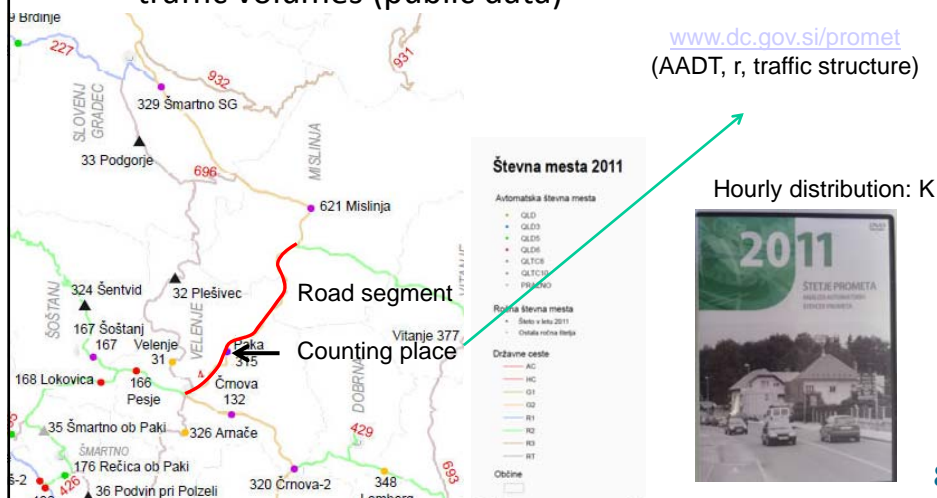 traffic volumes (public data)
9 Brdinje
227
932
931
329 Šmartno SG
SLOVENJ
GRADEC
MISLINJA
33 Podgorje
696
621 Mislinja
324 Šentvid
32 Plešivec
ŠOŠTANJ
VELENJE
167 Šoštanj
167
Velenje
31
Paka
315
Vitanje 377
168 Lokovica
166
Pesje
4
Črnova
132
DOBRNA
35 Šmartno ob Paki
326 Arnače
429
ŠMARTNO
176 Rečica ob Paki
426
36 Podvin pri Polzeli
320 Črnova-2
348
693
Road segment
Counting place
www.dc.gov.si/promet
(AADT, r, traffic structure)
Števna mesta 2011
Avtomatska števna mesta
QLD
QLD3
QLD5
QLD6
QLTC8
QLTC10
PRAZNO
Ročna števna mesta
Šteto v letu 2011
Ostala ročna štetja
Državne ceste
AC
HC
G1
G2
R1
R2
R3
RT
Občine
Hourly distribution: K
2011
ŠTETJE PROMETA
8